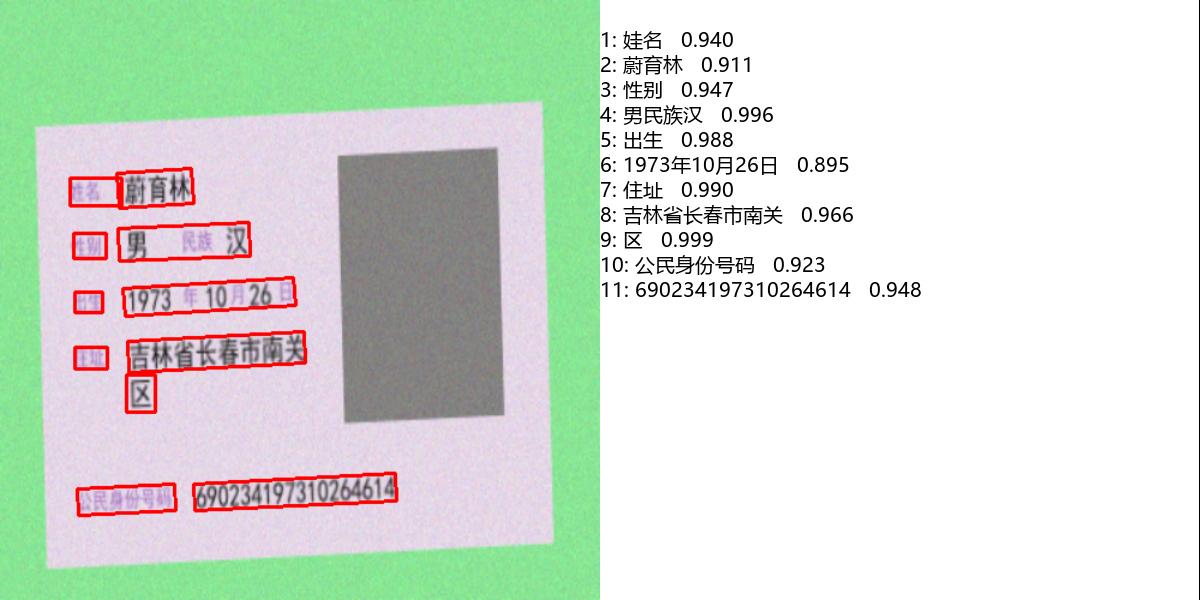 姓名 蔚育林
性别 男 民族 汉
出生 1973 年 10 月 26 日
住址 吉林省长春市南关
区
公民身份号码 690234197310264614
1: 娃名 0.940
2: 蔚育林 0.911
3: 性别 0.947
4: 男民族汉 0.996
5: 出生 0.988
6: 1973年10月26日 0.895
7: 住址 0.990
8: 吉林省长春市南关 0.966
9: 区 0.999
10: 公民身份号码 0.923
11: 690234197310264614 0.948